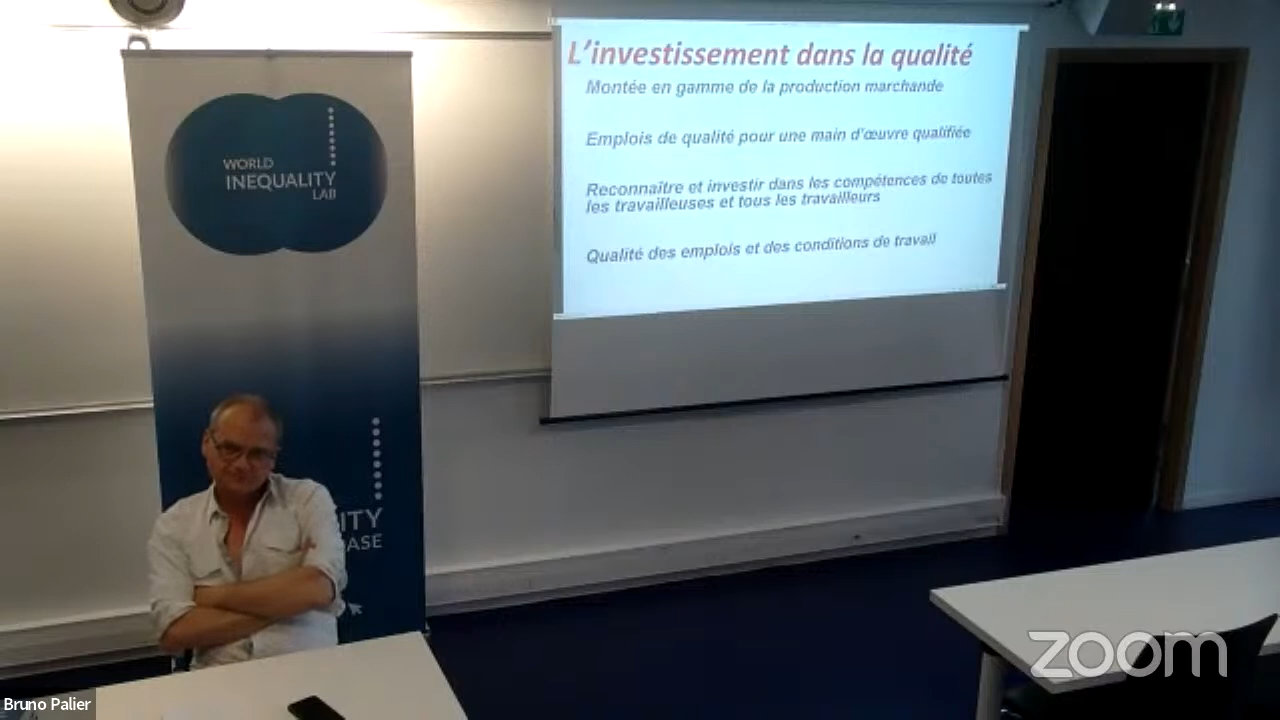 WORLD
INEQUALITY
LAB
L'investissement dans la qualité
Montée en gamme de la production marchande
Emplois de qualité pour une main d'œuvre qualifiée
Reconnaître et investir dans les compétences de toutes
les travailleuses et tous les travailleurs
Qualité des emplois et des conditions de travail
ITY
ASE
zoom
Bruno Palier